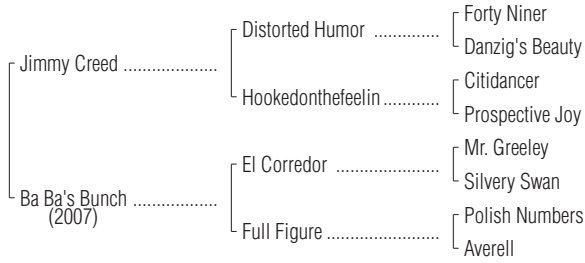 Forty Niner
Distorted Humor ..............
Danzig's Beauty
Jimmy Creed ....................
Citidancer
Hookedonthefeelin ............
Prospective Joy
Mr. Greeley
El Corredor ......................
Silvery Swan
Ba Ba's Bunch .................
(2007)
Polish Numbers
Full Figure ........................
Averell